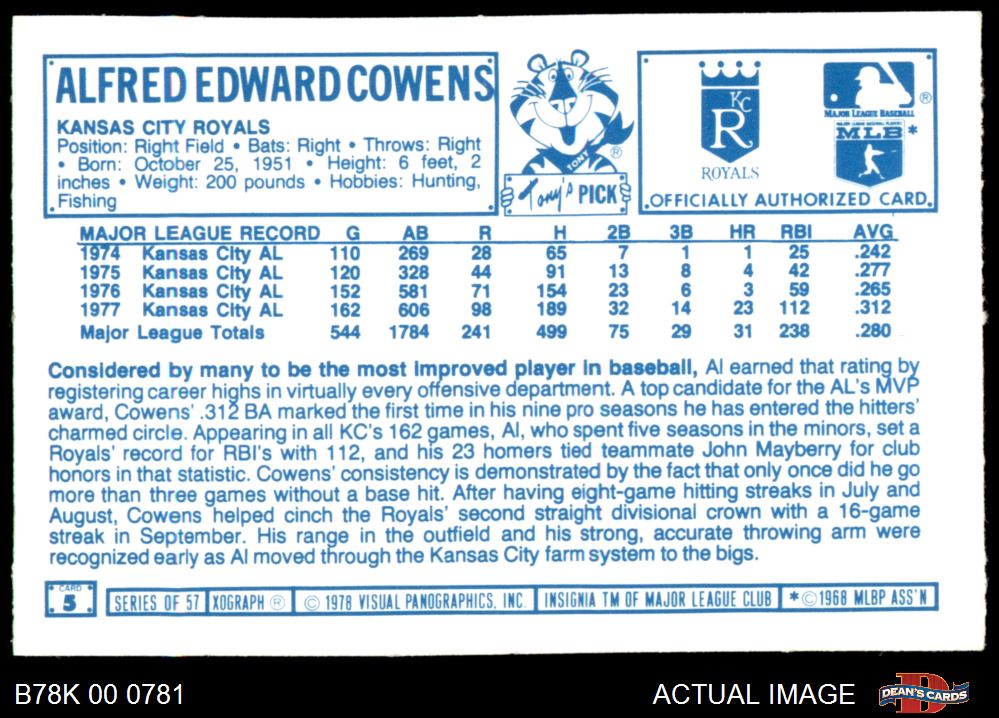 ALFRED EDWARD COWENS
KANSAS CITY ROYALS
Position: Right Field • Bats: Right • Throws: Right
• Born: October 25, 1951 • Height: 6 feet, 2
inches • Weight: 200 pounds • Hobbies: Hunting,
Fishing
TONY ®
Tony's PICK
KC
R
ROYALS
®
MAJOR LEAGUE BASEBALL
MAJOR LEAGUE BASEBALL PLAYERS
MLB *
OFFICIALLY AUTHORIZED CARD
MAJOR LEAGUE RECORD G AB R H 2B 3B HR RBI AVG
1974 Kansas City AL 110 269 28 65 7 1 1 25 .242
1975 Kansas City AL 120 328 44 91 13 8 4 42 .277
1976 Kansas City AL 152 581 71 154 23 6 3 59 .265
1977 Kansas City AL 162 606 98 189 32 14 23 112 .312
Major League Totals 544 1784 241 499 75 29 31 238 .280
Considered by many to be the most improved player in baseball, Al earned that rating by
registering career highs in virtually every offensive department. A top candidate for the AL's MVP
award, Cowens' .312 BA marked the first time in his nine pro seasons he has entered the hitters'
charmed circle. Appearing in all KC's 162 games, Al, who spent five seasons in the minors, set a
Royals' record for RBI's with 112, and his 23 homers tied teammate John Mayberry for club
honors in that statistic. Cowens' consistency is demonstrated by the fact that only once did he go
more than three games without a base hit. After having eight-game hitting streaks in July and
August, Cowens helped cinch the Royals' second straight divisional crown with a 16-game
streak in September. His range in the outfield and his strong, accurate throwing arm were
recognized early as Al moved through the Kansas City farm system to the bigs.
CARD
5
SERIES OF 57 XOGRAPH ® © 1978 VISUAL PANOGRAPHICS, INC. INSIGNIA TM OF MAJOR LEAGUE CLUB *©1968 MLBP ASS'N
B78K 00 0781
ACTUAL IMAGE
D
DEAN'S CARDS